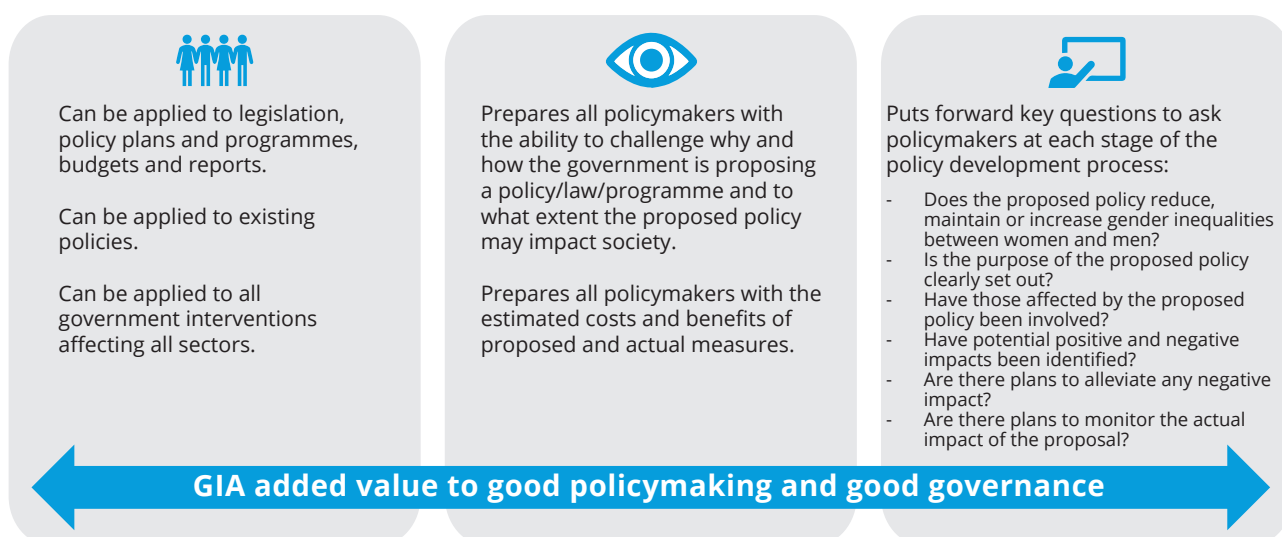 Can be applied to legislation,
policy plans and programmes,
budgets and reports.
Can be applied to existing
policies.
Can be applied to all
government interventions
affecting all sectors.
Prepares all policymakers with
the ability to challenge why and
how the government is proposing
a policy/law/programme and to
what extent the proposed policy
may impact society.
Prepares all policymakers with the
estimated costs and benefits of
proposed and actual measures.
Puts forward key questions to ask
policymakers at each stage of the
policy development process:
- Does the proposed policy reduce,
maintain or increase gender inequalities
between women and men?
- Is the purpose of the proposed policy
clearly set out?
- Have those affected by the proposed
policy been involved?
- Have potential positive and negative
impacts been identified?
- Are there plans to alleviate any negative
impact?
- Are there plans to monitor the actual
impact of the proposal?
GIA added value to good policymaking and good governance